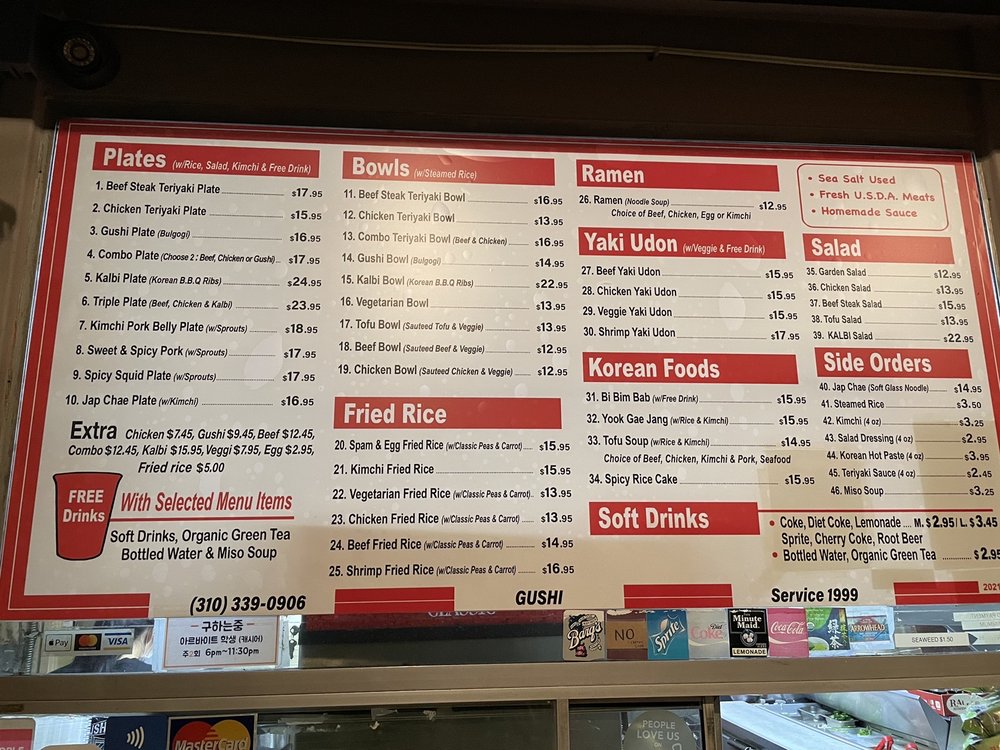 Plates (w/Rice, Salad, Kimchi & Free Drink)
1. Beef Steak Teriyaki Plate $17.95
2. Chicken Teriyaki Plate $15.95
3. Gushi Plate (Bulgogi) $16.95
4. Combo Plate (Choose 2 : Beef, Chicken or Gushi) $17.95
5. Kalbi Plate (Korean B.B.Q Ribs) $24.95
6. Triple Plate (Beef, Chicken & Kalbi) $23.95
7. Kimchi Pork Belly Plate (w/Sprouts) $18.95
8. Sweet & Spicy Pork (w/Sprouts) $17.95
9. Spicy Squid Plate (w/Sprouts) $17.95
10. Jap Chae Plate (w/Kimchi) $16.95
Extra Chicken $7.45, Gushi $9.45, Beef $12.45,
Combo $12.45, Kalbi $15.95, Veggi $7.95, Egg $2.95,
Fried rice $5.00
FREE
Drinks
With Selected Menu Items
Soft Drinks, Organic Green Tea
Bottled Water & Miso Soup
Bowls (w/Steamed Rice)
11. Beef Steak Teriyaki Bowl $16.95
12. Chicken Teriyaki Bowl $13.95
13. Combo Teriyaki Bowl (Beef & Chicken) $16.95
14. Gushi Bowl (Bulgogi) $14.95
15. Kalbi Bowl (Korean B.B.Q Ribs) $22.95
16. Vegetarian Bowl $13.95
17. Tofu Bowl (Sauteed Tofu & Veggie) $13.95
18. Beef Bowl (Sauteed Beef & Veggie) $12.95
19. Chicken Bowl (Sauteed Chicken & Veggie) $12.95
Fried Rice
20. Spam & Egg Fried Rice (w/Classic Peas & Carrot) $15.95
21. Kimchi Fried Rice $15.95
22. Vegetarian Fried Rice (w/Classic Peas & Carrot) $13.95
23. Chicken Fried Rice (w/Classic Peas & Carrot) $13.95
24. Beef Fried Rice (w/Classic Peas & Carrot) $14.95
25. Shrimp Fried Rice (w/Classic Peas & Carrot) $16.95
Ramen
26. Ramen (Noodle Soup) $12.95
Choice of Beef, Chicken, Egg or Kimchi
Yaki Udon (w/Veggie & Free Drink)
27. Beef Yaki Udon $15.95
28. Chicken Yaki Udon $15.95
29. Veggie Yaki Udon $15.95
30. Shrimp Yaki Udon $17.95
Korean Foods
31. Bi Bim Bab (w/Free Drink) $15.95
32. Yook Gae Jang (w/Rice & Kimchi) $15.95
33. Tofu Soup (w/Rice & Kimchi) $14.95
Choice of Beef, Chicken, Kimchi & Pork, Seafood
34. Spicy Rice Cake $15.95
• Sea Salt Used
• Fresh U.S.D.A. Meats
• Homemade Sauce
Salad
35. Garden Salad $12.95
36. Chicken Salad $13.95
37. Beef Steak Salad $15.95
38. Tofu Salad $13.95
39. KALBI Salad $22.95
Side Orders
40. Jap Chae (Soft Glass Noodle) $14.95
41. Steamed Rice $3.50
42. Kimchi (4 oz) $3.25
43. Salad Dressing (4 oz) $2.95
44. Korean Hot Paste (4 oz) $3.95
45. Teriyaki Sauce (4 oz) $2.45
46. Miso Soup $3.25
Soft Drinks
• Coke, Diet Coke, Lemonade .... M. $2.95 / L. $3.45
Sprite, Cherry Coke, Root Beer
• Bottled Water, Organic Green Tea $2.95
(310) 339-0906
GUSHI
Service 1999
2021
CLASSIC
Pay
VISA
구하는중
아르바이트 학생 (캐시어)
주2회 6pm~11:30pm
Barq's
NO
Sprite
Diet Coke
Minute Maid
LEMONADE
Coca-Cola
ARROWHEAD
SEAWEED $1.50
MasterCard
PEOPLE
LOVE US
ON